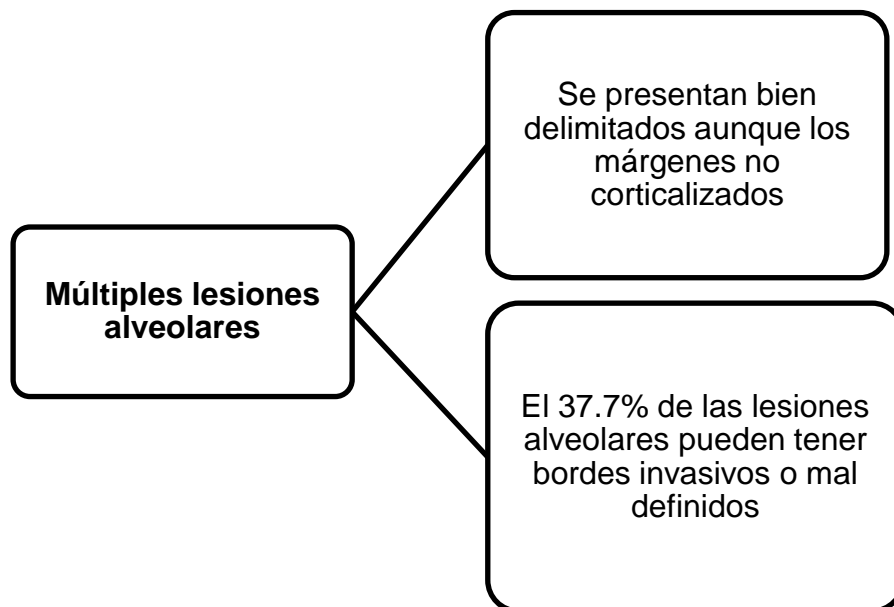 Múltiples lesiones
alveolares
Se presentan bien
delimitados aunque los
márgenes no
corticalizados
El 37.7% de las lesiones
alveolares pueden tener
bordes invasivos o mal
definidos